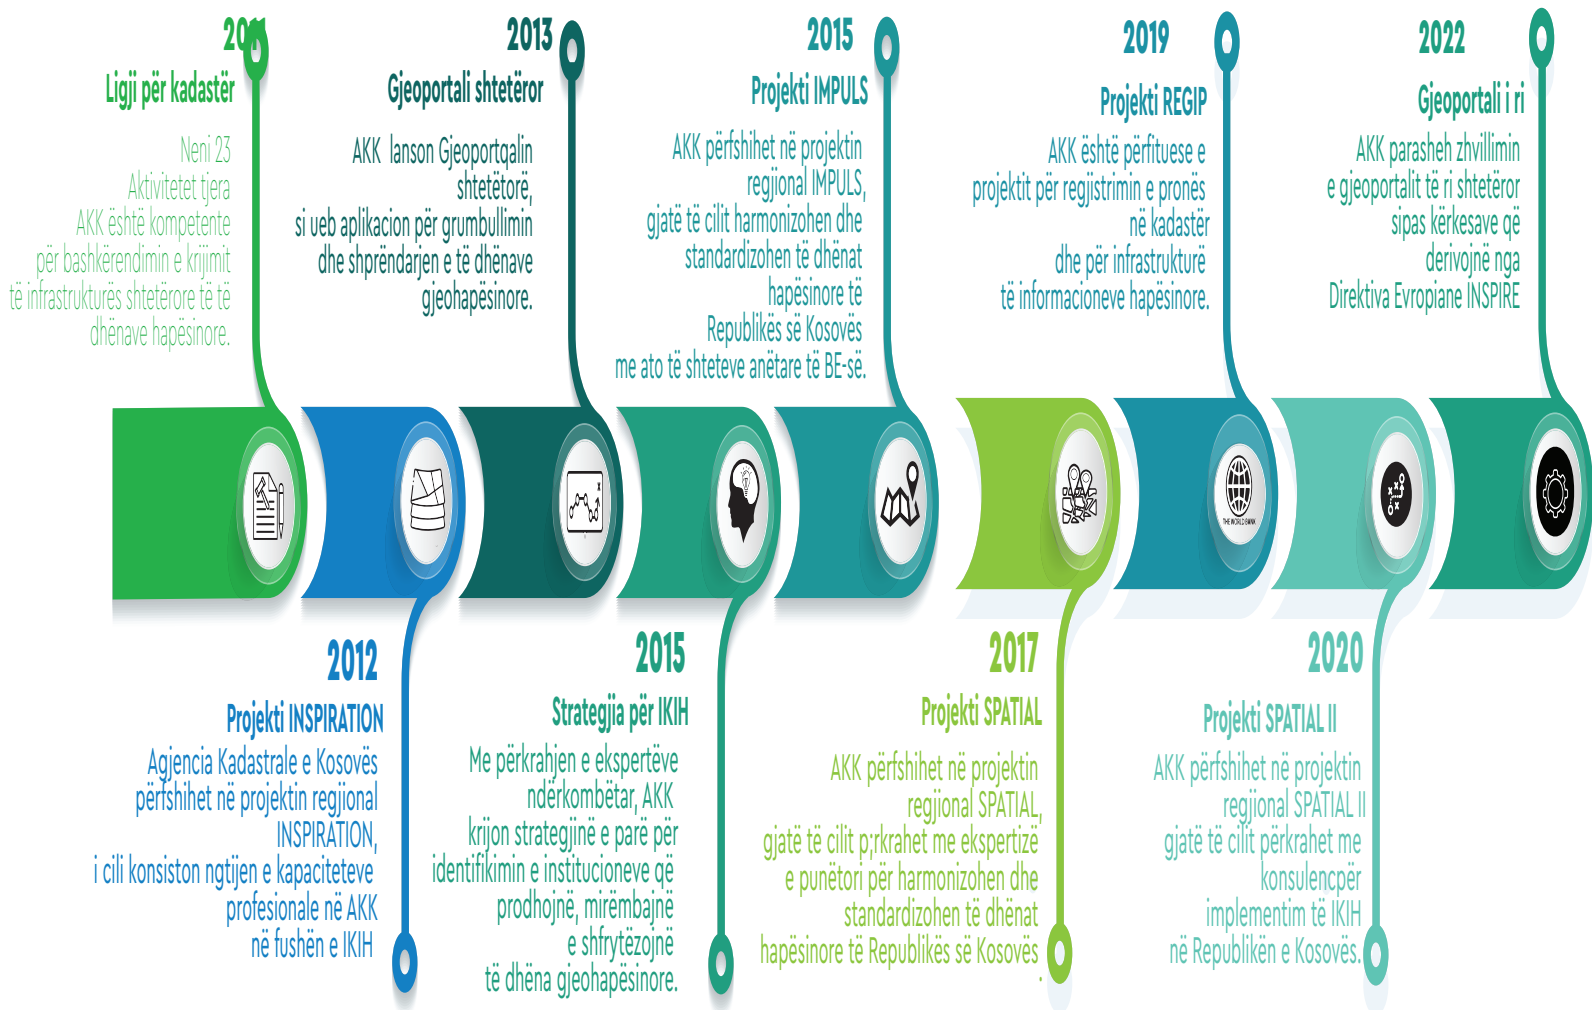 Ligji për kadastër
Neni 23
Aktivitetet tjera
AKK është kompetente
për bashkërendimin e krijimit
të infrastrukturës shtetërore të të
dhënave hapësinore.
2012
Projekti INSPIRATION
Agjencia Kadastrale e Kosovës
përfshihet në projektin regjional
INSPIRATION,
i cili konsiston ngtijen e kapaciteteve
profesionale në AKK
në fushën e IKIH
2013
Gjeoportali shtetëror
AKK lanson Gjeoportqalin
shtetëtorë,
si ueb aplikacion për grumbullimin
dhe shprëndarjen e të dhënave
gjeohapësinore.
2015
Strategjia për IKIH
Me përkrahjen e ekspertëve
ndërkombëtar, AKK
krijon strategjinë e parë për
identifikimin e institucioneve që
prodhojnë, mirëmbajnë
e shfrytëzojnë
të dhëna gjeohapësinore.
2015
Projekti IMPULS
AKK përfshihet në projektin
regjional IMPULS,
gjatë të cilit harmonizohen dhe
standardizohen të dhënat
hapësinore të
Republikës së Kosovës
me ato të shteteve anëtare të BE-së.
2017
Projekti SPATIAL
AKK përfshihet në projektin
regjional SPATIAL,
gjatë të cilit p;rkrahet me ekspertizë
e punëtori për harmonizohen dhe
standardizohen të dhënat
hapësinore të Republikës së Kosovës
.
2019
Projekti REGIP
AKK është përfituese e
projektit për regjistrimin e pronës
në kadastër
dhe për infrastrukturë
të informacioneve hapësinore.
THE WORLD BANK
2020
Projekti SPATIAL II
AKK përfshihet në projektin
regjional SPATIAL II
gjatë të cilit përkrahet me
konsulencpër
implementim të IKIH
në Republikën e Kosovës.
2022
Gjeoportali i ri
AKK parasheh zhvillimin
e gjeoportalit të ri shtetëror
sipas kërkesave që
derivojnë nga
Direktiva Evropiane INSPIRE